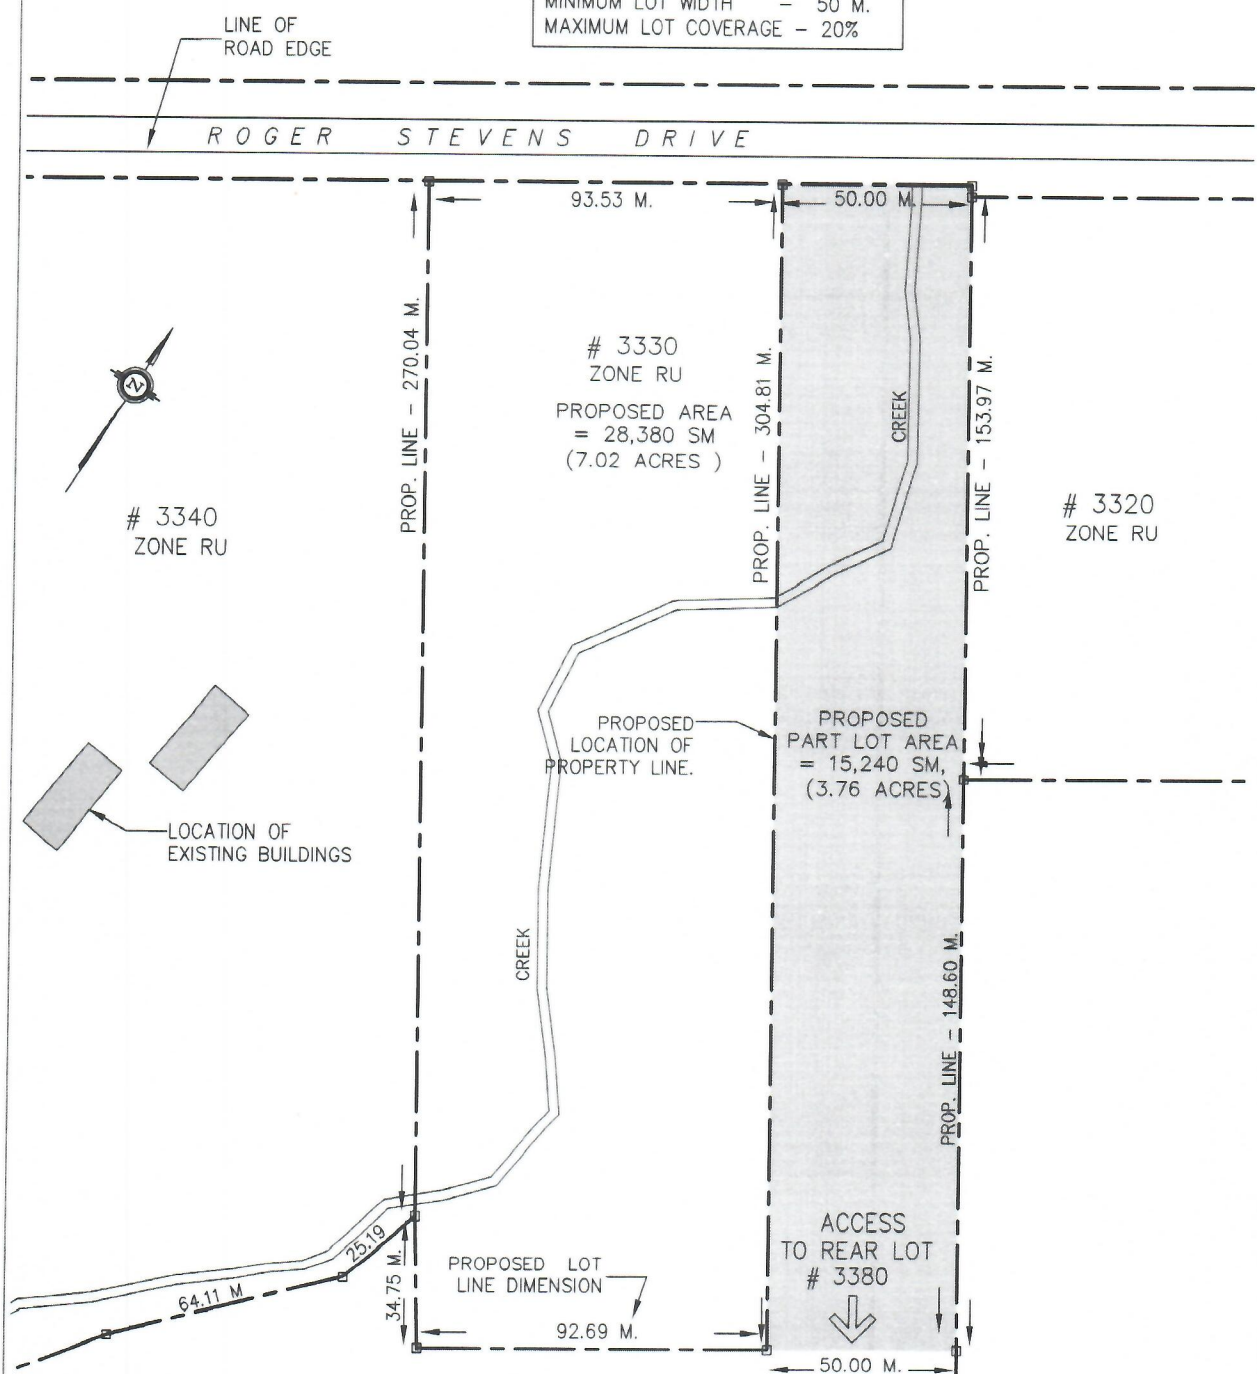 MINIMUM LOT WIDTH - 50 M.
MAXIMUM LOT COVERAGE - 20%
LINE OF
ROAD EDGE
ROGER STEVENS DRIVE
93.53 M.
50.00 M.
PROP. LINE - 270.04 M.
# 3330
ZONE RU
PROPOSED AREA
= 28,380 SM
(7.02 ACRES )
PROP. LINE - 304.81 M.
CREEK
PROP. LINE - 153.97 M.
N
# 3340
ZONE RU
# 3320
ZONE RU
PROPOSED
LOCATION OF
PROPERTY LINE.
PROPOSED
PART LOT AREA
= 15,240 SM,
(3.76 ACRES)
LOCATION OF
EXISTING BUILDINGS
CREEK
PROP. LINE - 148.60 M.
ACCESS
TO REAR LOT
# 3380
25.19
64.11 M
34.75 M.
PROPOSED LOT
LINE DIMENSION
92.69 M.
50.00 M.